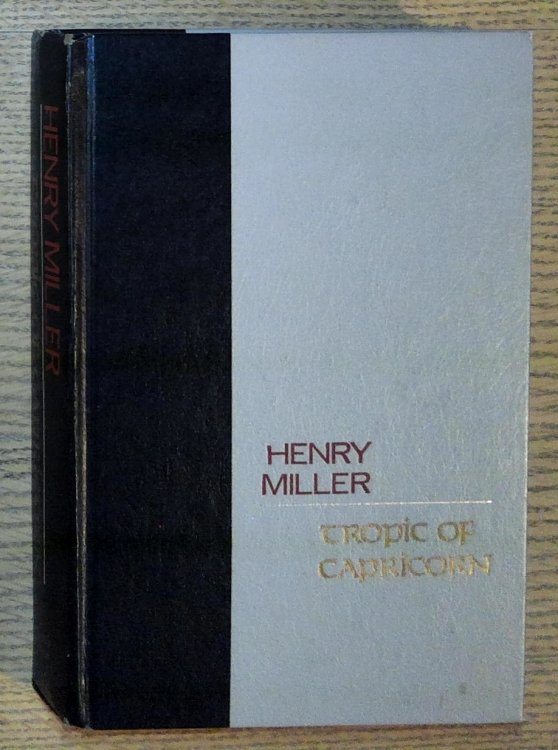 HENRY MILLER
HENRY
MILLER
TROPIC OF
CAPRICORN